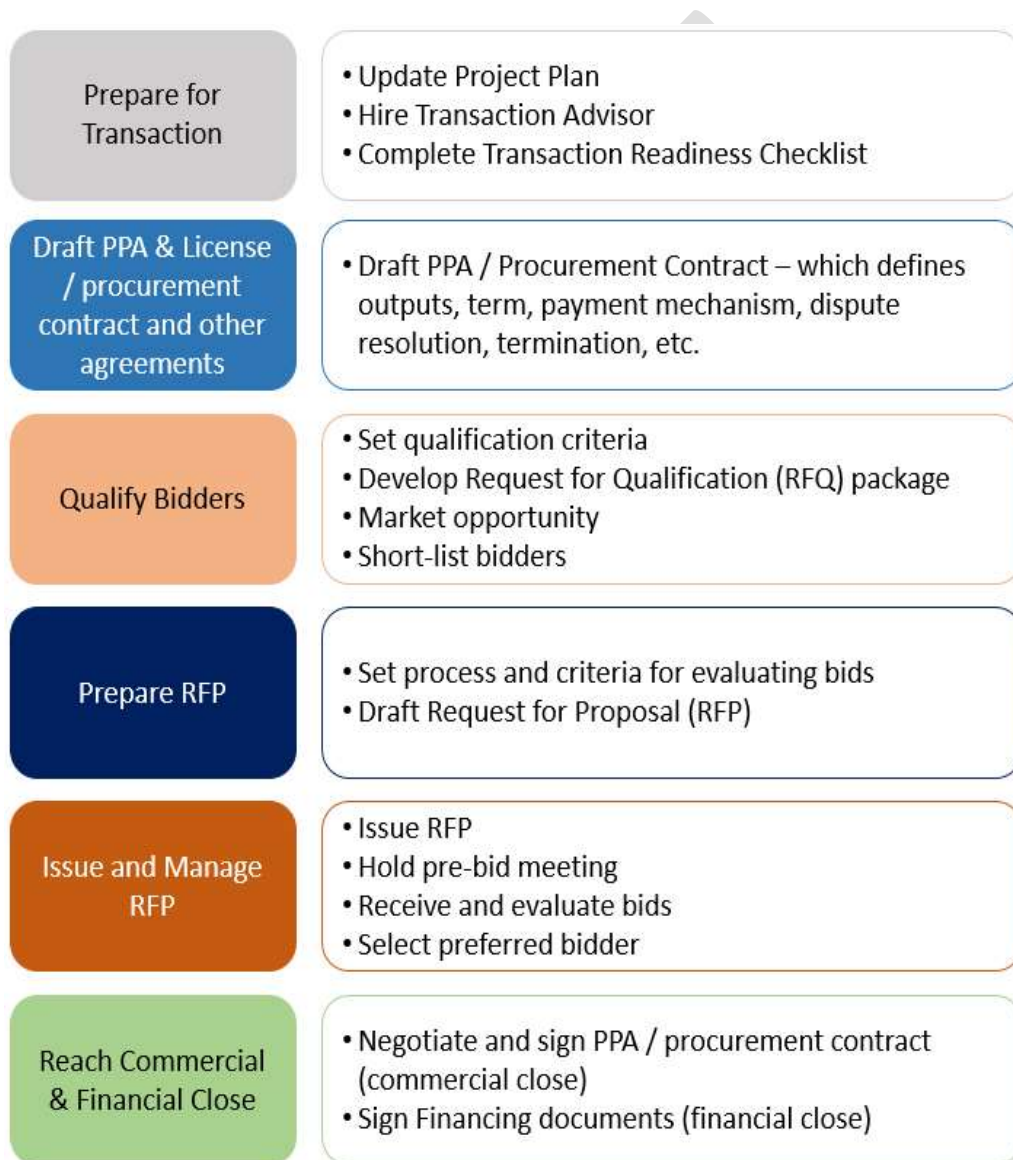 Prepare for
Transaction
• Update Project Plan
• Hire Transaction Advisor
• Complete Transaction Readiness Checklist
Draft PPA & License
/ procurement
contract and other
agreements
• Draft PPA / Procurement Contract – which defines
outputs, term, payment mechanism, dispute
resolution, termination, etc.
Qualify Bidders
• Set qualification criteria
• Develop Request for Qualification (RFQ) package
• Market opportunity
• Short-list bidders
Prepare RFP
• Set process and criteria for evaluating bids
• Draft Request for Proposal (RFP)
Issue and Manage
RFP
• Issue RFP
• Hold pre-bid meeting
• Receive and evaluate bids
• Select preferred bidder
Reach Commercial
& Financial Close
• Negotiate and sign PPA / procurement contract
(commercial close)
• Sign Financing documents (financial close)